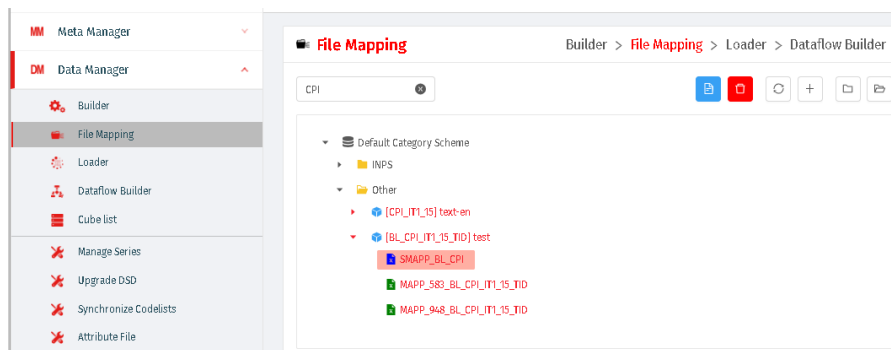 MM Meta Manager
DM Data Manager
Builder
File Mapping
Loader
Dataflow Builder
Cube list
Manage Series
Upgrade DSD
Synchronize Codelists
Attribute File
File Mapping
Builder > File Mapping > Loader > Dataflow Builder
CPI
Default Category Scheme
INPS
Other
[CPI_IT1_15] text-en
[BL_CPI_IT1_15_TID] test
SMAPP_BL_CPI
MAPP_583_BL_CPI_IT1_15_TID
MAPP_948_BL_CPI_IT1_15_TID